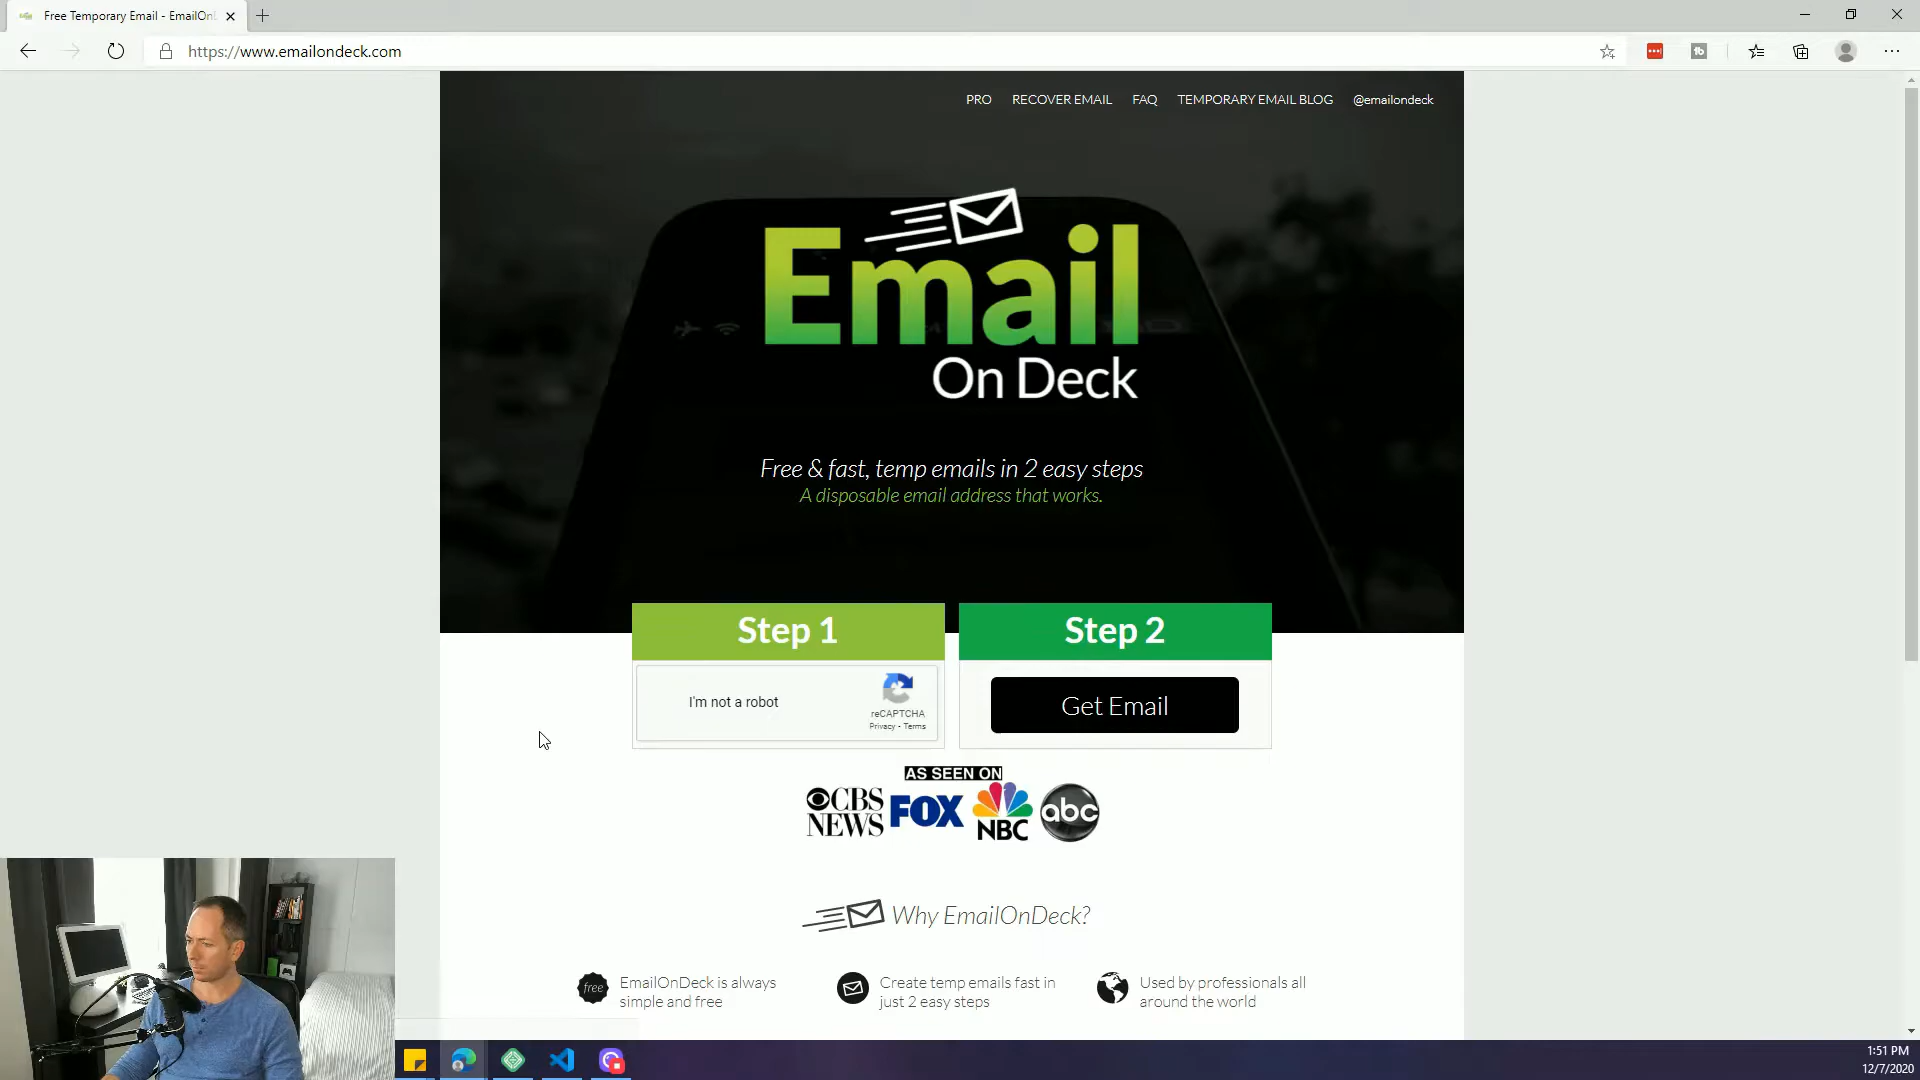 Free Temporary Email - EmailOn
https://www.emailondeck.com
PRO
RECOVER EMAIL
FAQ
TEMPORARY EMAIL BLOG
@emailondeck
Email
On Deck
Free & fast, temp emails in 2 easy steps
A disposable email address that works.
Step 1
Step 2
I'm not a robot
reCAPTCHA
Privacy - Terms
Get Email
AS SEEN ON
CBS
NEWS
FOX
NBC
abc
Why EmailOnDeck?
free
EmailOnDeck is always
simple and free
Create temp emails fast in
just 2 easy steps
Used by professionals all
around the world
1:51 PM
12/7/2020